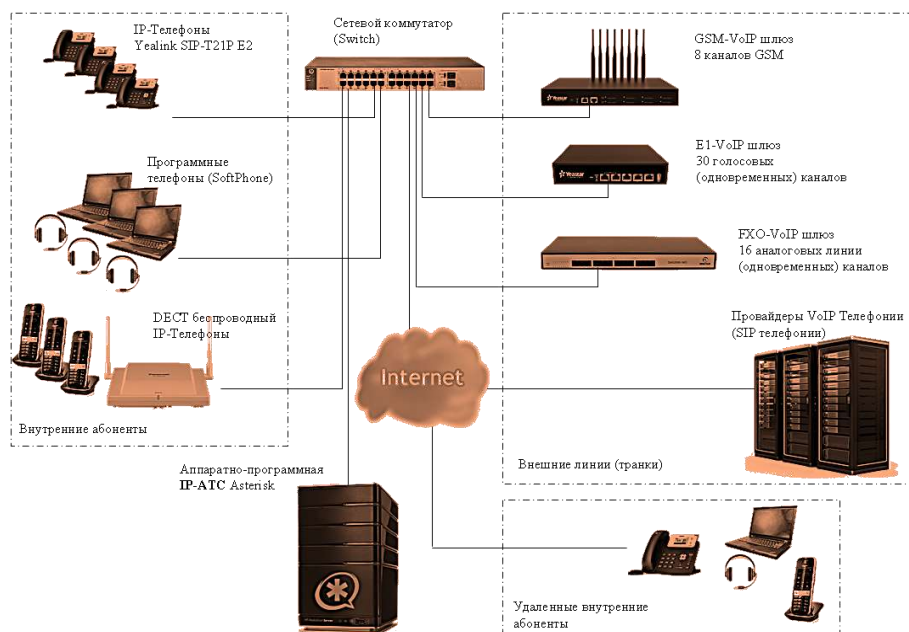 IP-Телефоны
Yealink SIP-T21P E2
Сетевой коммутатор
(Switch)
GSM-VoIP шлюз
8 каналов GSM
Программные
телефоны (SoftPhone)
E1-VoIP шлюз
30 голосовых
(одновременных) каналов
Yeastar
FXO-VoIP шлюз
16 аналоговых линии
(одновременных) каналов
DECT беспроводный
IP-Телефоны
Внутренние абоненты
Internet
Провайдеры VoIP Телефонии
(SIP телефонии)
Внешние линии (транки)
Аппаратно-программная
IP-АТС Asterisk
Удаленные внутренние
абоненты